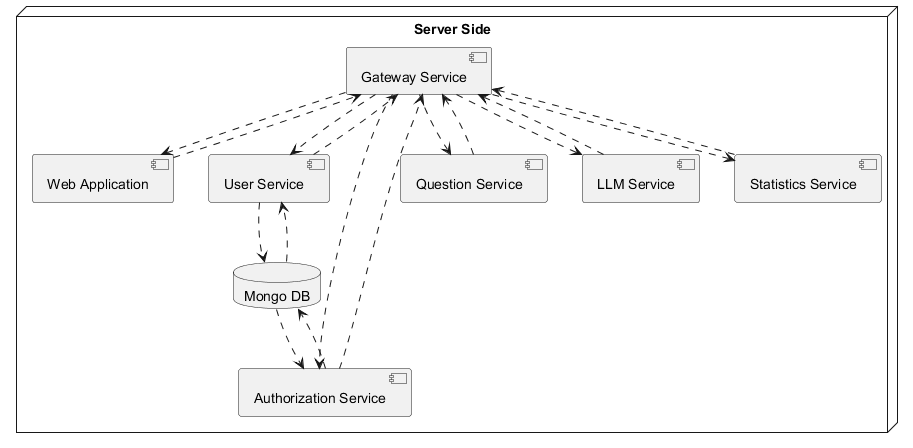 Server Side
Gateway Service
Web Application
User Service
Question Service
LLM Service
Statistics Service
Mongo DB
Authorization Service